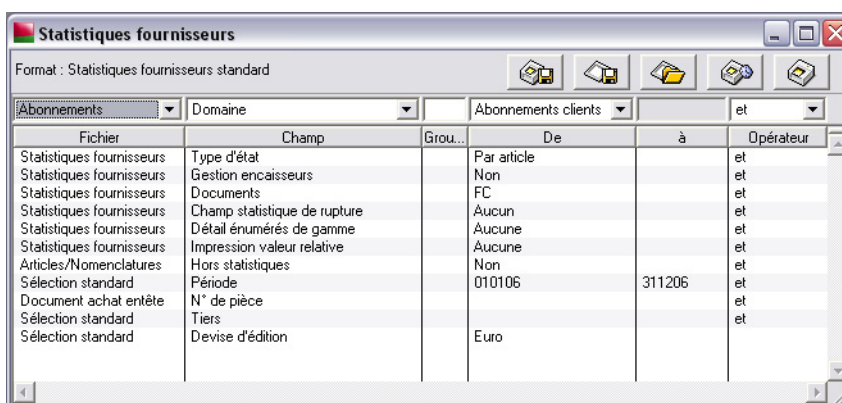 Statistiques fournisseurs
Format : Statistiques fournisseurs standard
Abonnements Domaine Abonnements clients et
Fichier Champ Grou... De à Opérateur
Statistiques fournisseurs Type d'état Par article et
Statistiques fournisseurs Gestion encaisseurs Non et
Statistiques fournisseurs Documents FC et
Statistiques fournisseurs Champ statistique de rupture Aucun et
Statistiques fournisseurs Détail énumérés de gamme Aucune et
Statistiques fournisseurs Impression valeur relative Aucune et
Articles/Nomenclatures Hors statistiques Non et
Sélection standard Période 010106 311206 et
Document achat entête N° de pièce et
Sélection standard Tiers et
Sélection standard Devise d'édition Euro